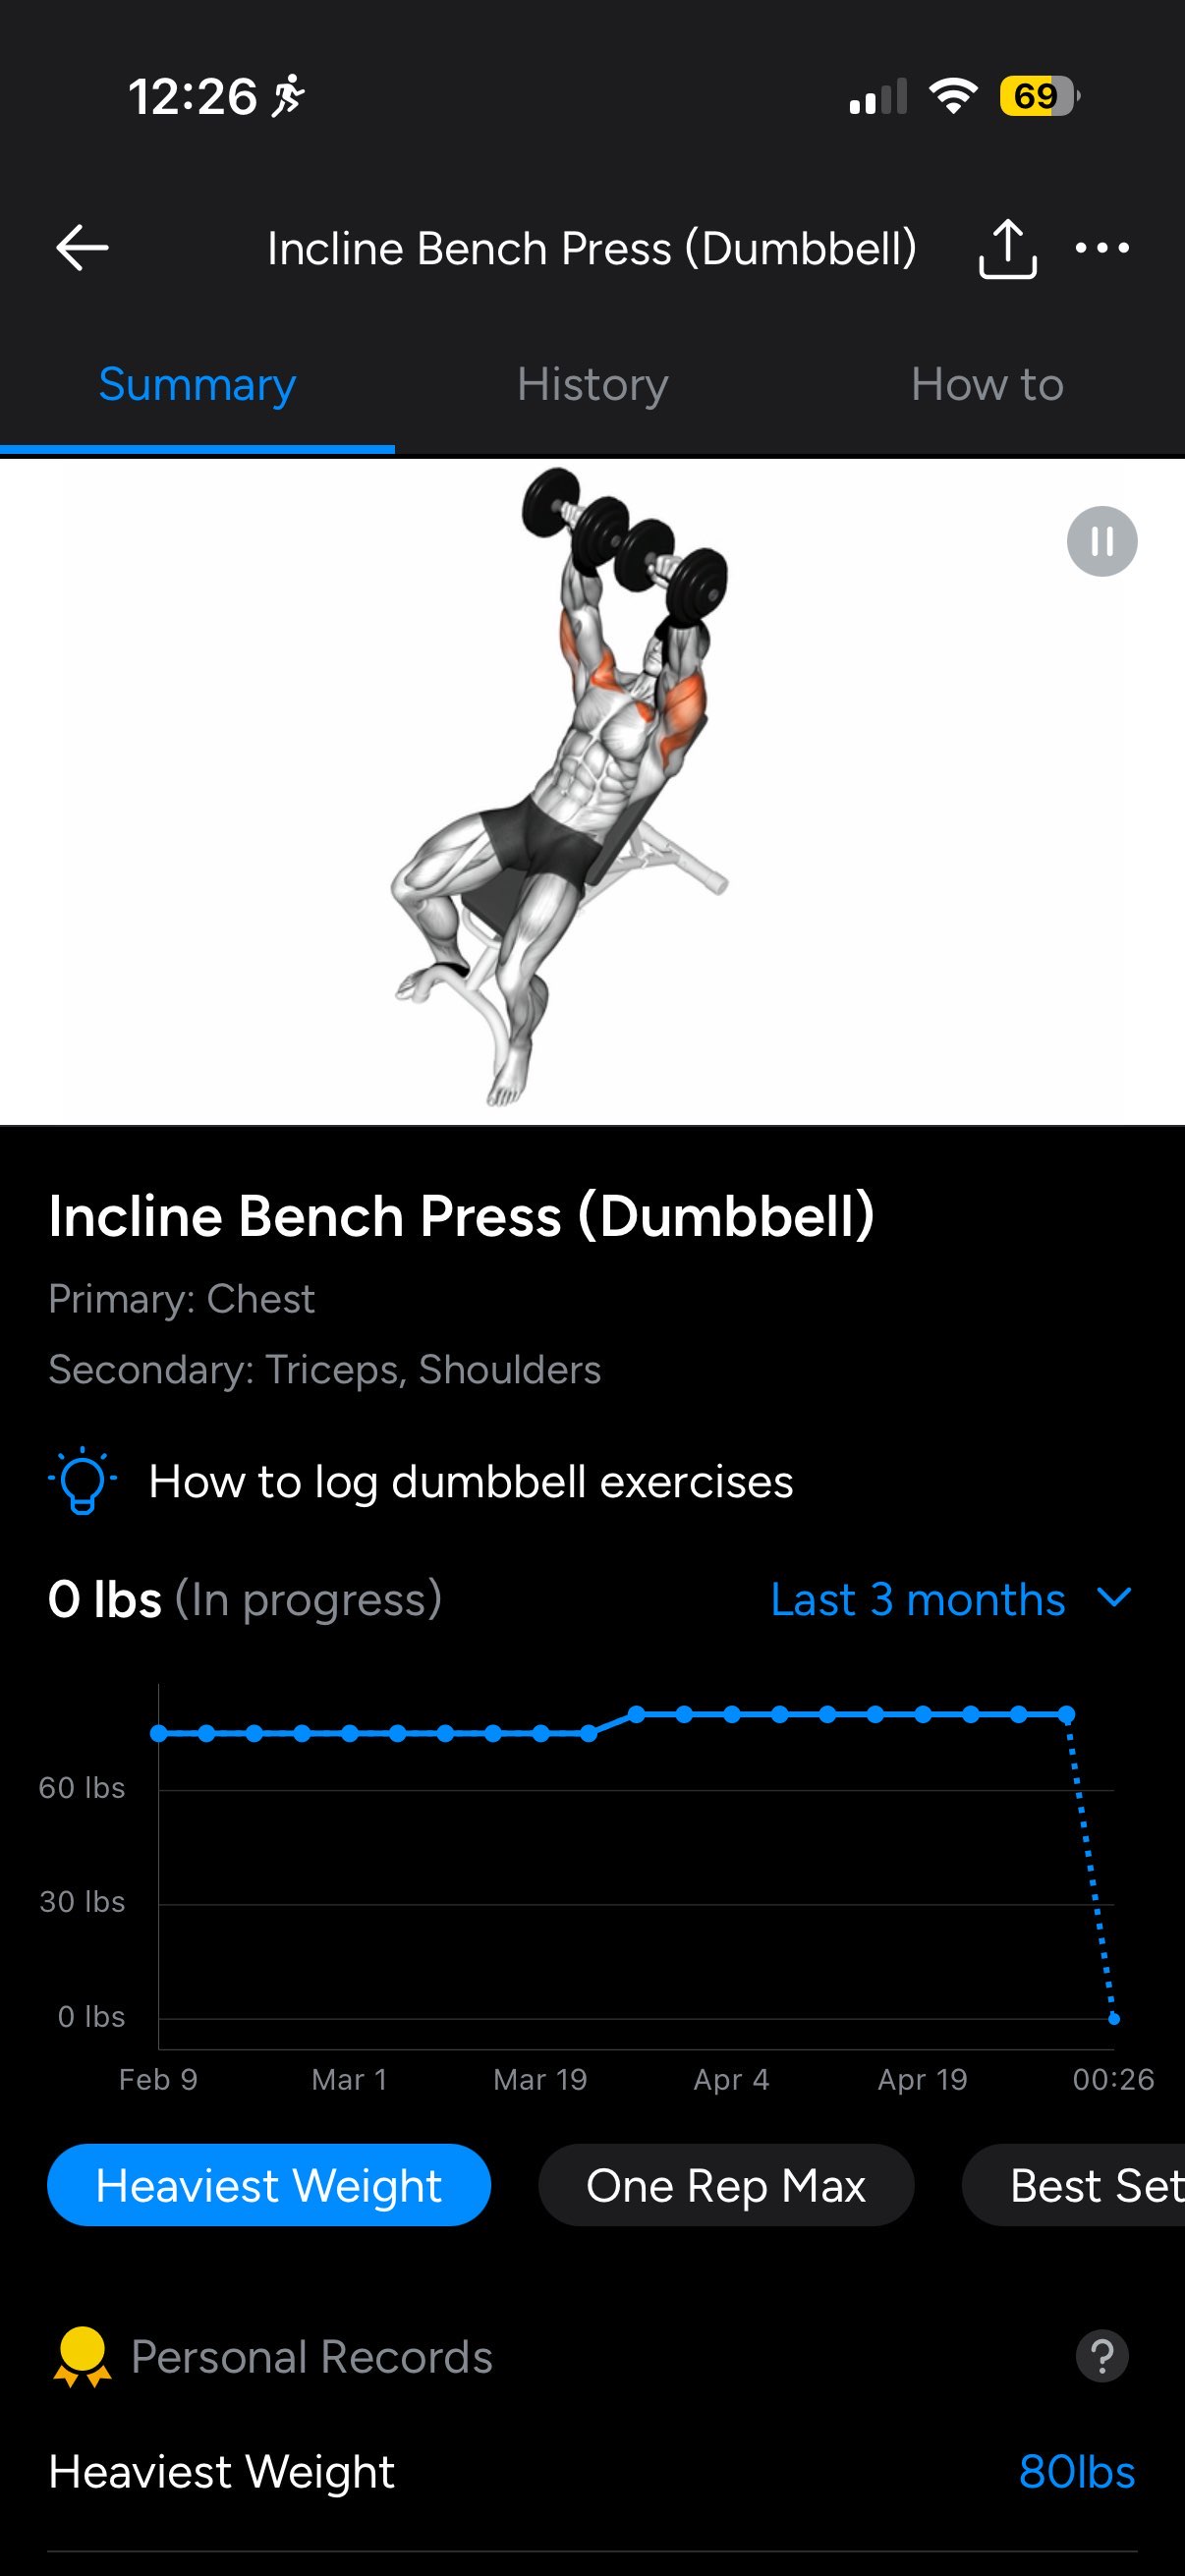 12:26
69
Incline Bench Press (Dumbbell)
Summary
History
How to
Incline Bench Press (Dumbbell)
Primary: Chest
Secondary: Triceps, Shoulders
How to log dumbbell exercises
0 lbs (In progress)
Last 3 months
60 lbs
30 lbs
0 lbs
Feb 9
Mar 1
Mar 19
Apr 4
Apr 19
00:26
Heaviest Weight
One Rep Max
Best Set
Personal Records
?
Heaviest Weight
80lbs